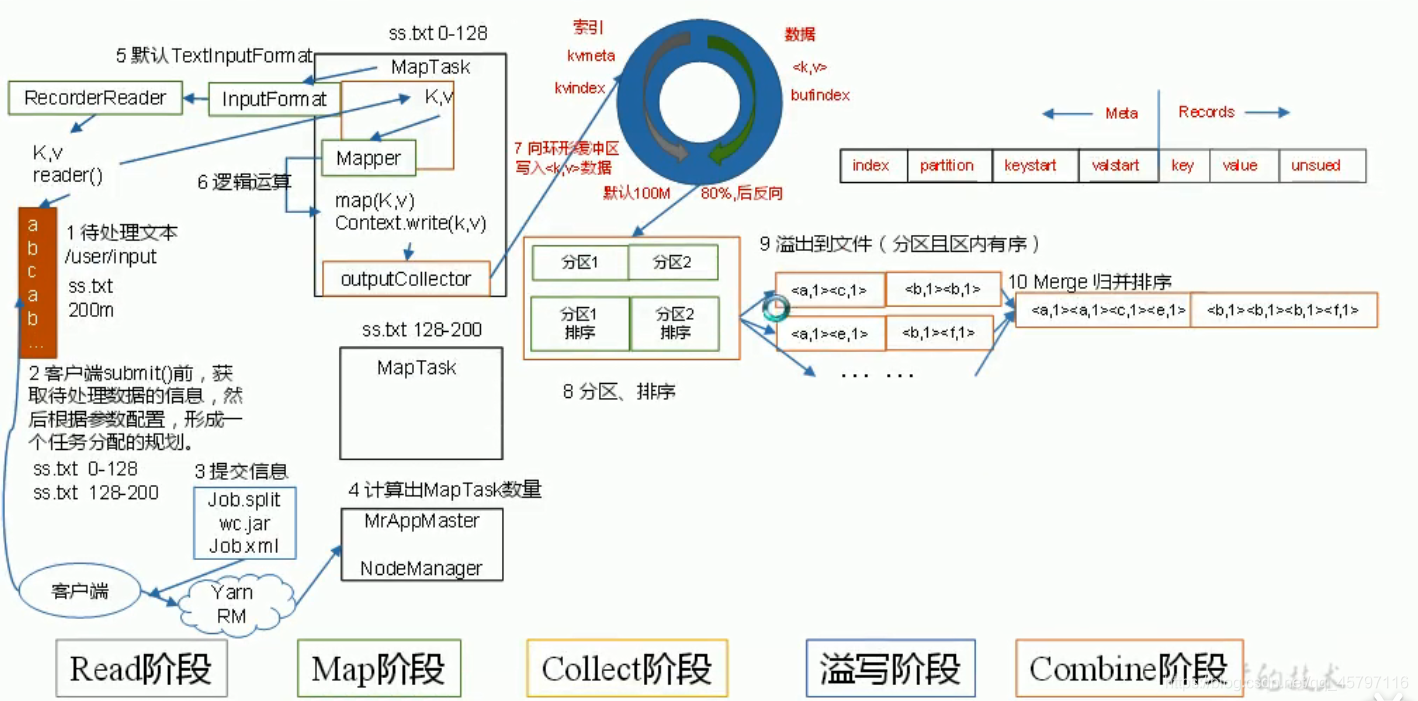 ss.txt 0-128
5 默认TextInputFormat
MapTask
RecorderReader
InputFormat
K,v
K,v
reader()
Mapper
6 逻辑运算
map(K,v)
Context.write(K,v)
outputCollector
a
b
c
a
b
...
1 待处理文本
/user/input
ss.txt
200m
2 客户端submit()前，获
取待处理数据的信息，然
后根据参数配置，形成一
个任务分配的规划。
ss.txt 0-128
ss.txt 128-200
3 提交信息
Job.split
wc.jar
Job.xml
客户端
Yarn
RM
ss.txt 128-200
MapTask
4 计算出MapTask数量
MrAppMaster
NodeManager
索引
kvmeta
kvindex
数据
<k,v>
bufindex
7 向环形缓冲区
写入<k,v>数据
默认100M
80%,后反向
Meta
Records
index
partition
keystart
valstart
key
value
unsued
分区1
分区2
分区1
排序
分区2
排序
8 分区、排序
9 溢出到文件（分区且区内有序）
<a,1><c,1>
<b,1><b,1>
<a,1><e,1>
<b,1><f,1>
... ...
10 Merge 归并排序
<a,1><a,1><c,1><e,1>
<b,1><b,1><b,1><f,1>
Read阶段
Map阶段
Collect阶段
溢写阶段
Combine阶段
的技术